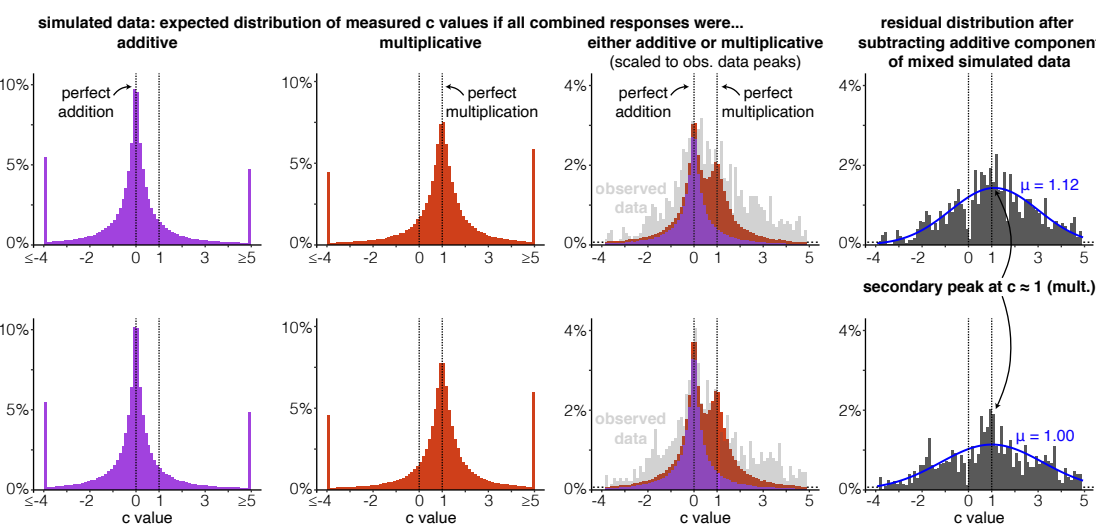 simulated data: expected distribution of measured c values if all combined responses were...
additive
multiplicative
either additive or multiplicative
(scaled to obs. data peaks)
residual distribution after
subtracting additive component
of mixed simulated data
10%
5%
0%
perfect
addition
≤-4
-2
0
1
3
≥5
10%
5%
0%
perfect
multiplication
≤-4
-2
0
1
3
≥5
4%
2%
0%
perfect
addition
perfect
multiplication
observed
data
-4
-2
0
1
3
5
4%
2%
0%
μ = 1.12
-4
-2
0
1
3
5
secondary peak at c ≈ 1 (mult.)
10%
5%
0%
≤-4
-2
0
1
3
≥5
c value
10%
5%
0%
≤-4
-2
0
1
3
≥5
c value
4%
2%
0%
observed
data
-4
-2
0
1
3
5
c value
4%
2%
0%
μ = 1.00
-4
-2
0
1
3
5
c value